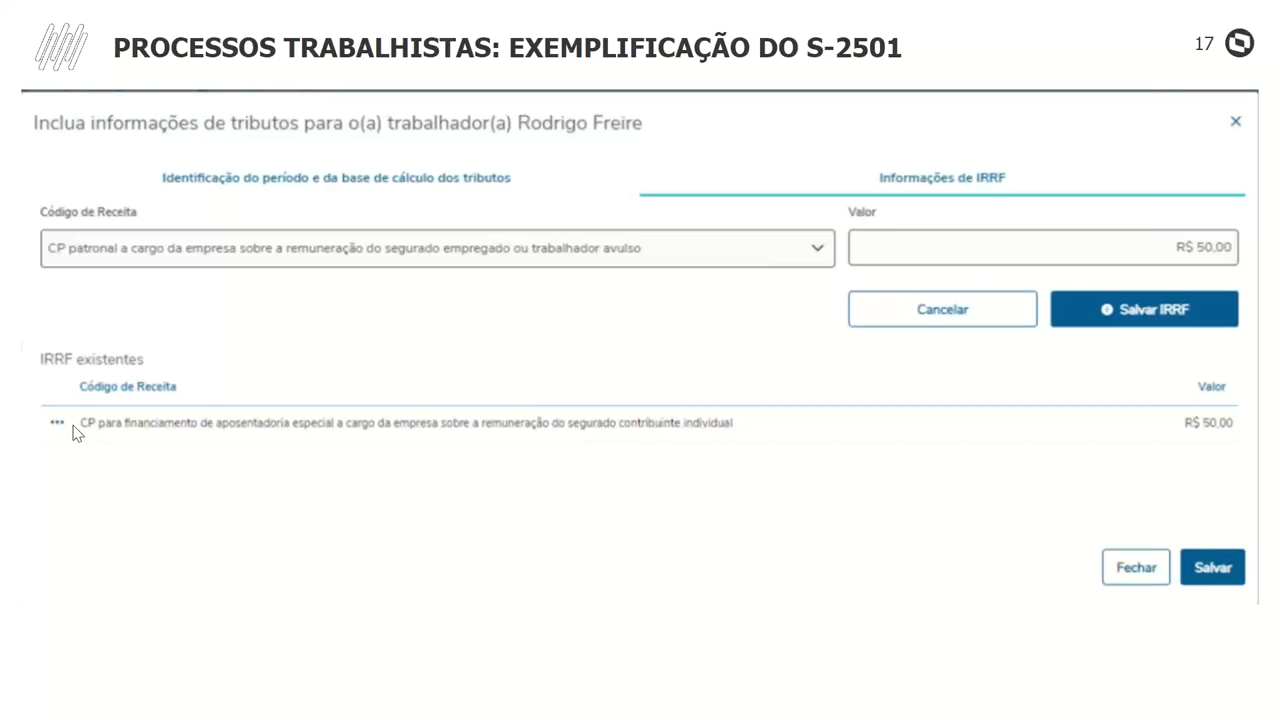 PROCESSOS TRABALHISTAS: EXEMPLIFICAÇÃO DO S-2501
17
Inclua informações de tributos para o(a) trabalhador(a) Rodrigo Freire
Identificação do período e da base de cálculo dos tributos
Informações de IRRF
Código de Receita
Valor
CP patronal a cargo da empresa sobre a remuneração do segurado empregado ou trabalhador avulso
R$ 50,00
Cancelar
Salvar IRRF
IRRF existentes
Código de Receita
Valor
CP para financiamento de aposentadoria especial a cargo da empresa sobre a remuneração do segurado contribuinte individual
R$ 50,00
Fechar
Salvar